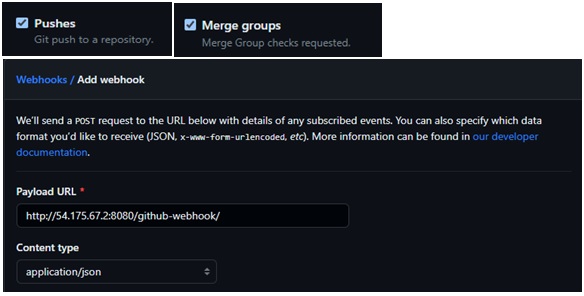 Pushes
Git push to a repository.
Merge groups
Merge Group checks requested.
Webhooks / Add webhook
We'll send a POST request to the URL below with details of any subscribed events. You can also specify which data
format you'd like to receive (JSON, x-www-form-urlencoded, etc). More information can be found in our developer
documentation.
Payload URL *
http://54.175.67.2:8080/github-webhook/
Content type
application/json